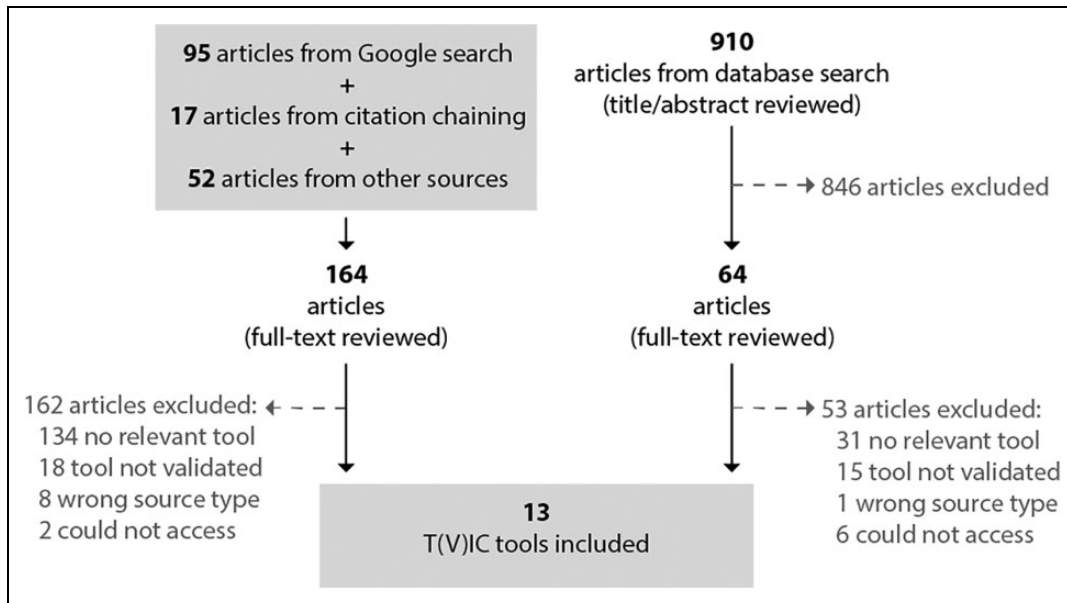 95 articles from Google search
+
17 articles from citation chaining
+
52 articles from other sources
910
articles from database search
(title/abstract reviewed)
846 articles excluded
164
articles
(full-text reviewed)
64
articles
(full-text reviewed)
162 articles excluded:
134 no relevant tool
18 tool not validated
8 wrong source type
2 could not access
53 articles excluded:
31 no relevant tool
15 tool not validated
1 wrong source type
6 could not access
13
T(V)IC tools included